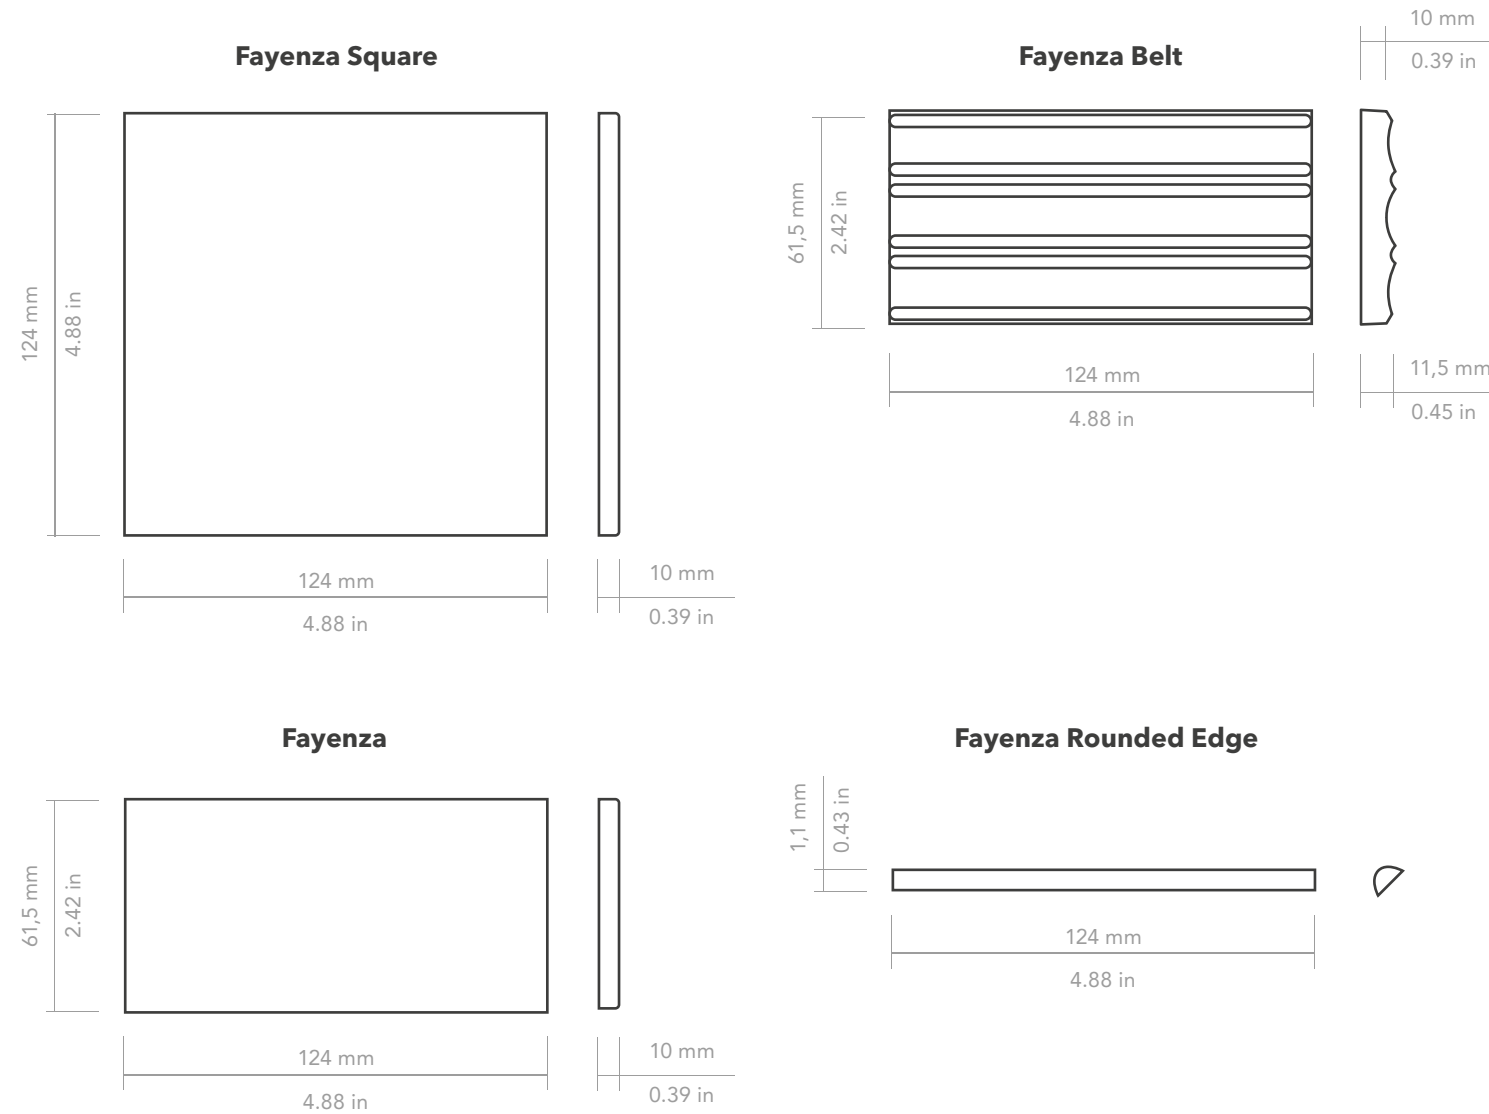 Fayenza Square
124 mm
4.88 in
124 mm
4.88 in
10 mm
0.39 in
Fayenza Belt
10 mm
0.39 in
61,5 mm
2.42 in
124 mm
4.88 in
11,5 mm
0.45 in
Fayenza
61,5 mm
2.42 in
124 mm
4.88 in
10 mm
0.39 in
Fayenza Rounded Edge
1,1 mm
0.43 in
124 mm
4.88 in